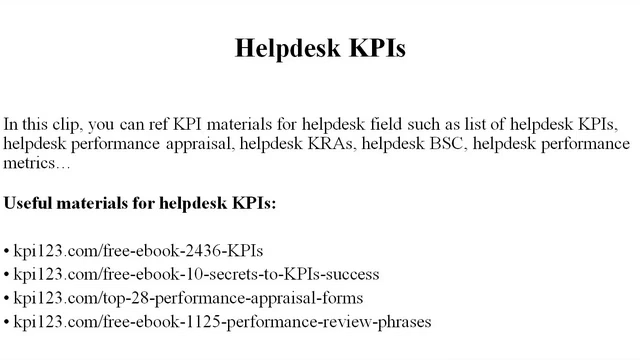 Helpdesk KPIs
In this clip, you can ref KPI materials for helpdesk field such as list of helpdesk KPIs,
helpdesk performance appraisal, helpdesk KRAs, helpdesk BSC, helpdesk performance
metrics…
Useful materials for helpdesk KPIs:
• kpi123.com/free-ebook-2436-KPIs
• kpi123.com/free-ebook-10-secrets-to-KPIs-success
• kpi123.com/top-28-performance-appraisal-forms
• kpi123.com/free-ebook-1125-performance-review-phrases